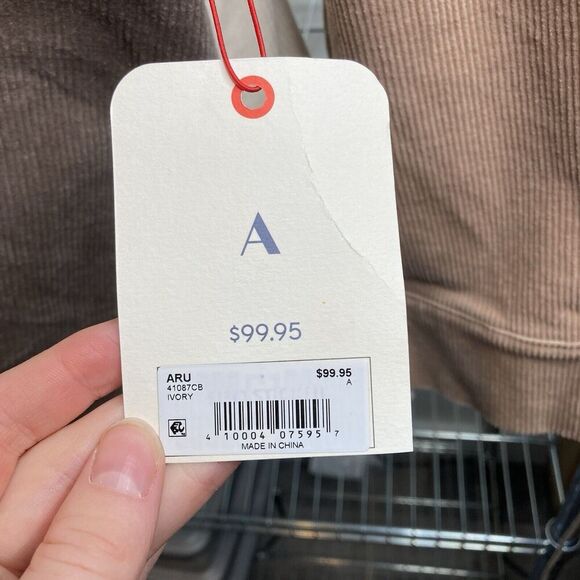 A
$99.95
ARU $99.95
41087CB A
IVORY
4 10004 07595 7
MADE IN CHINA